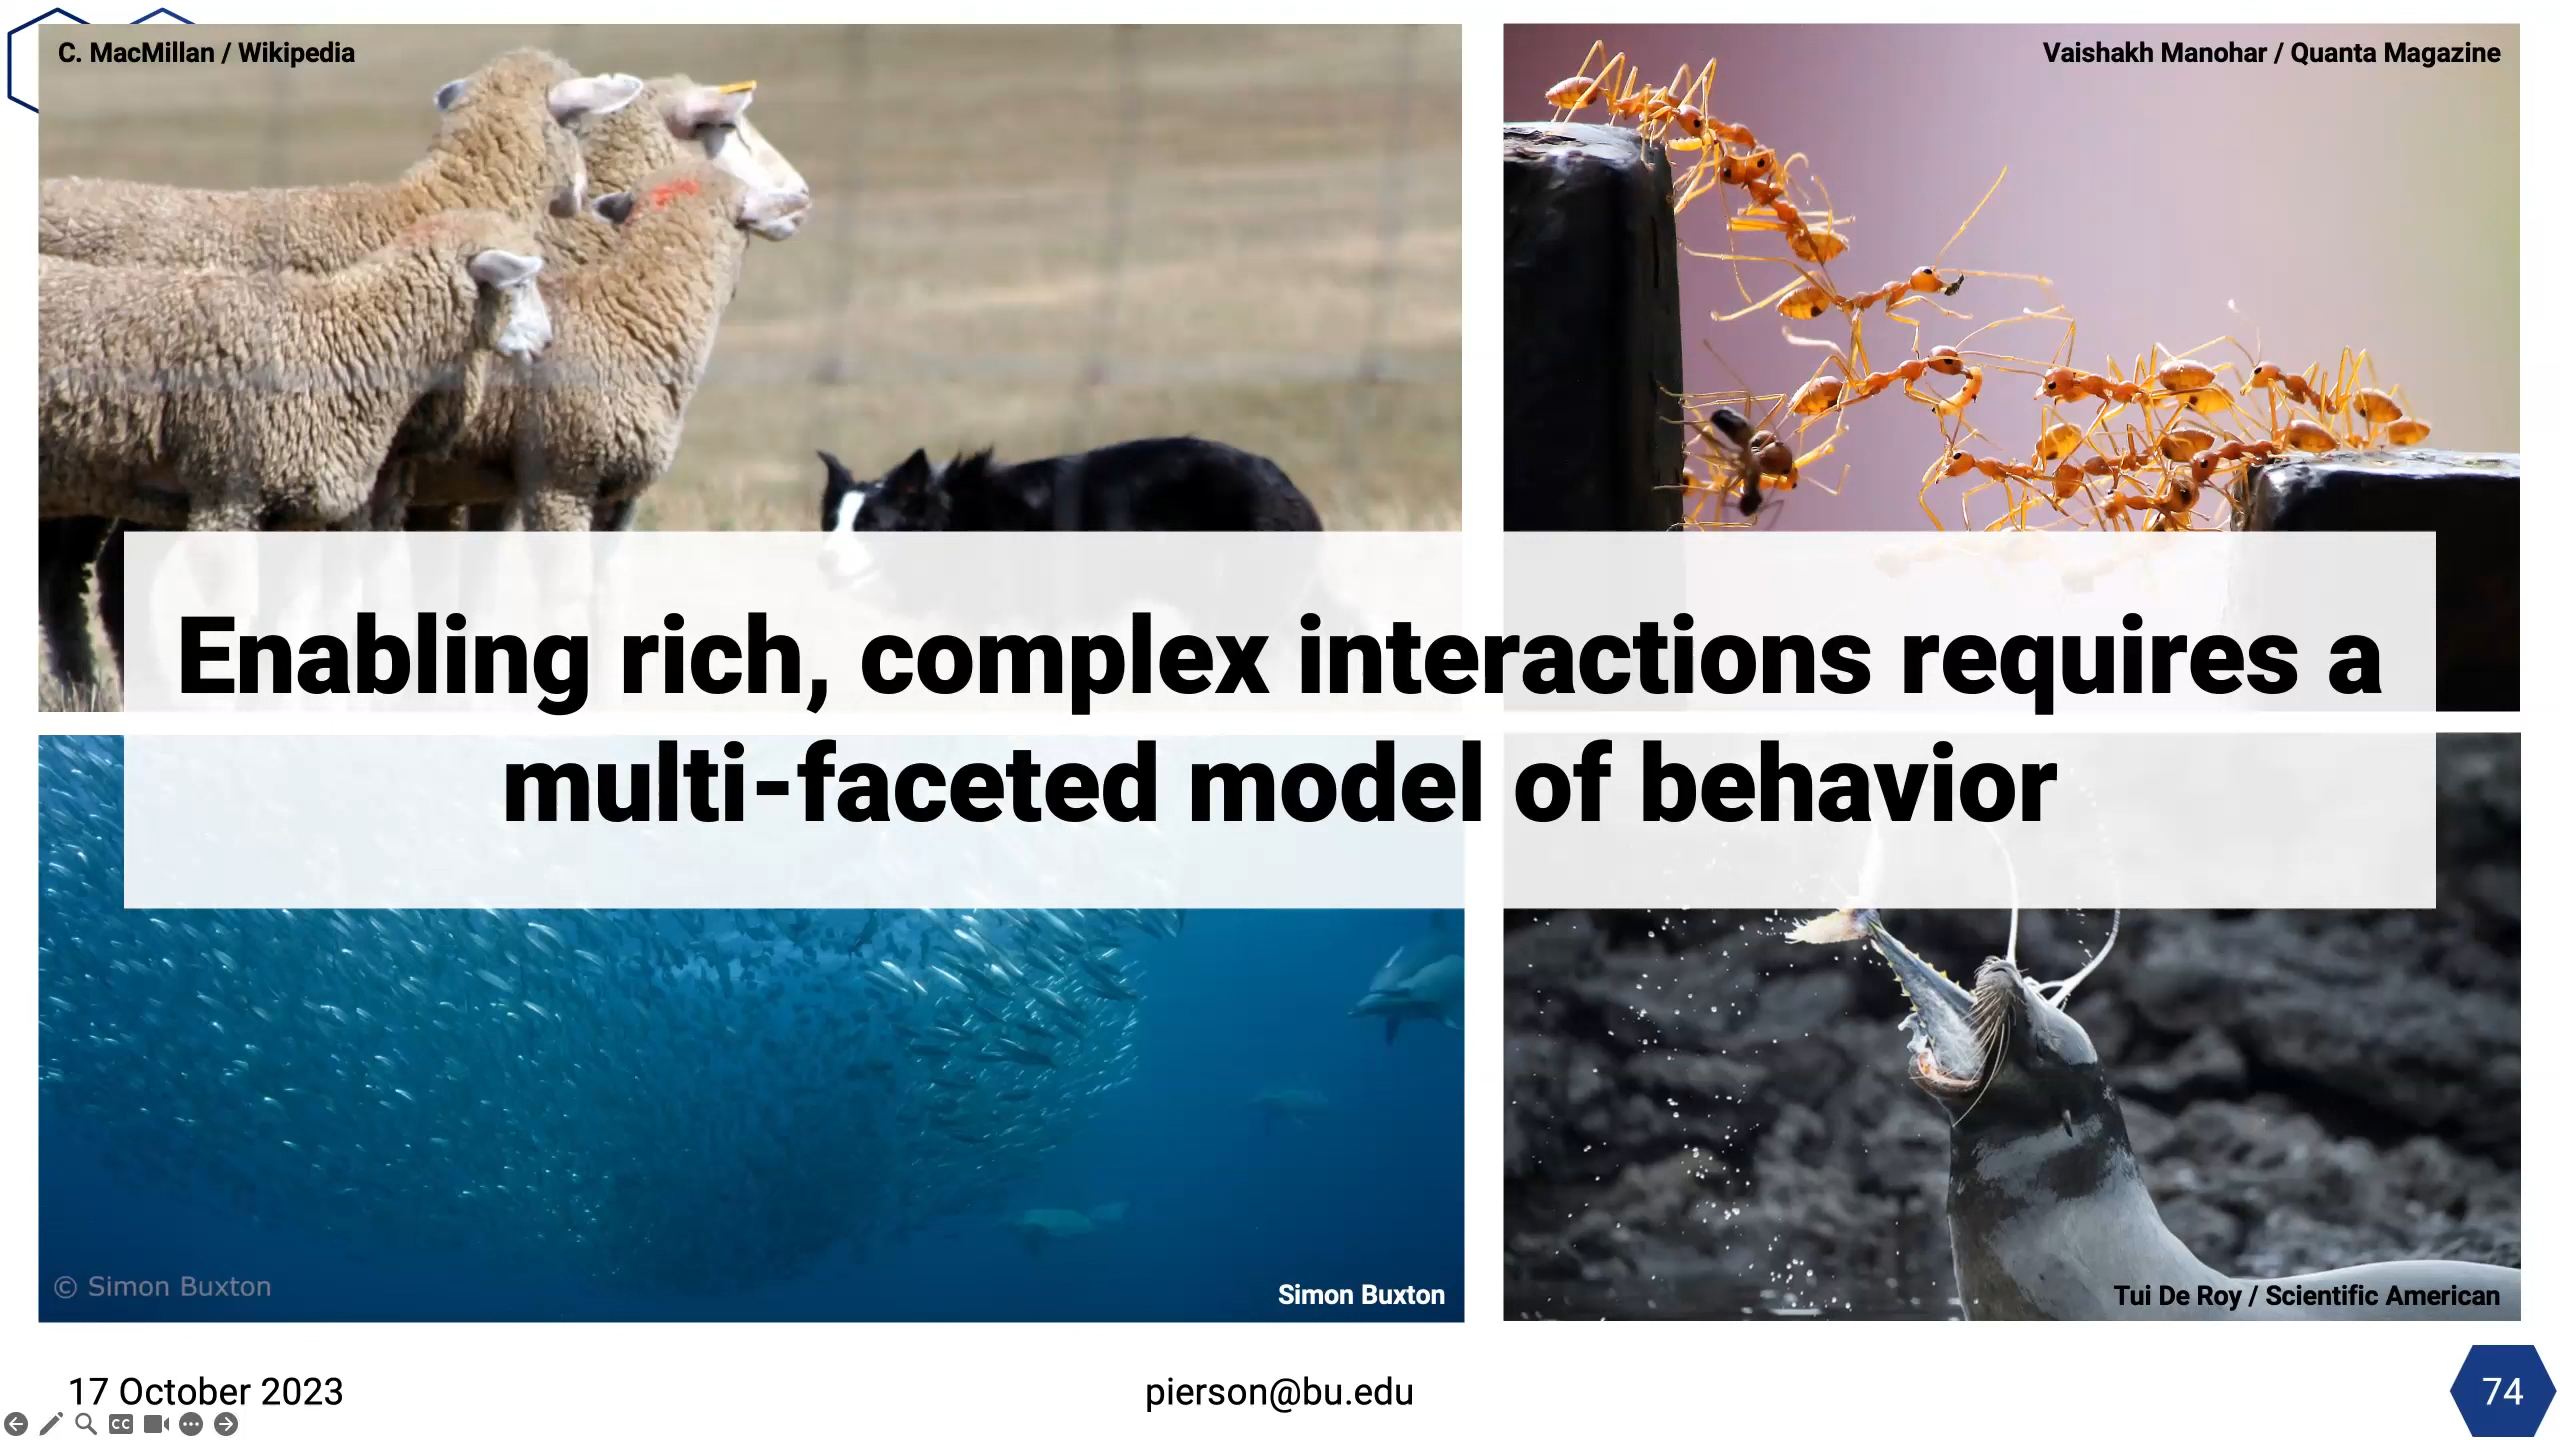 C. MacMillan / Wikipedia
Vaishakh Manohar / Quanta Magazine
Enabling rich, complex interactions requires a
multi-faceted model of behavior
© Simon Buxton
Simon Buxton
Tui De Roy / Scientific American
17 October 2023
pierson@bu.edu
74
CC